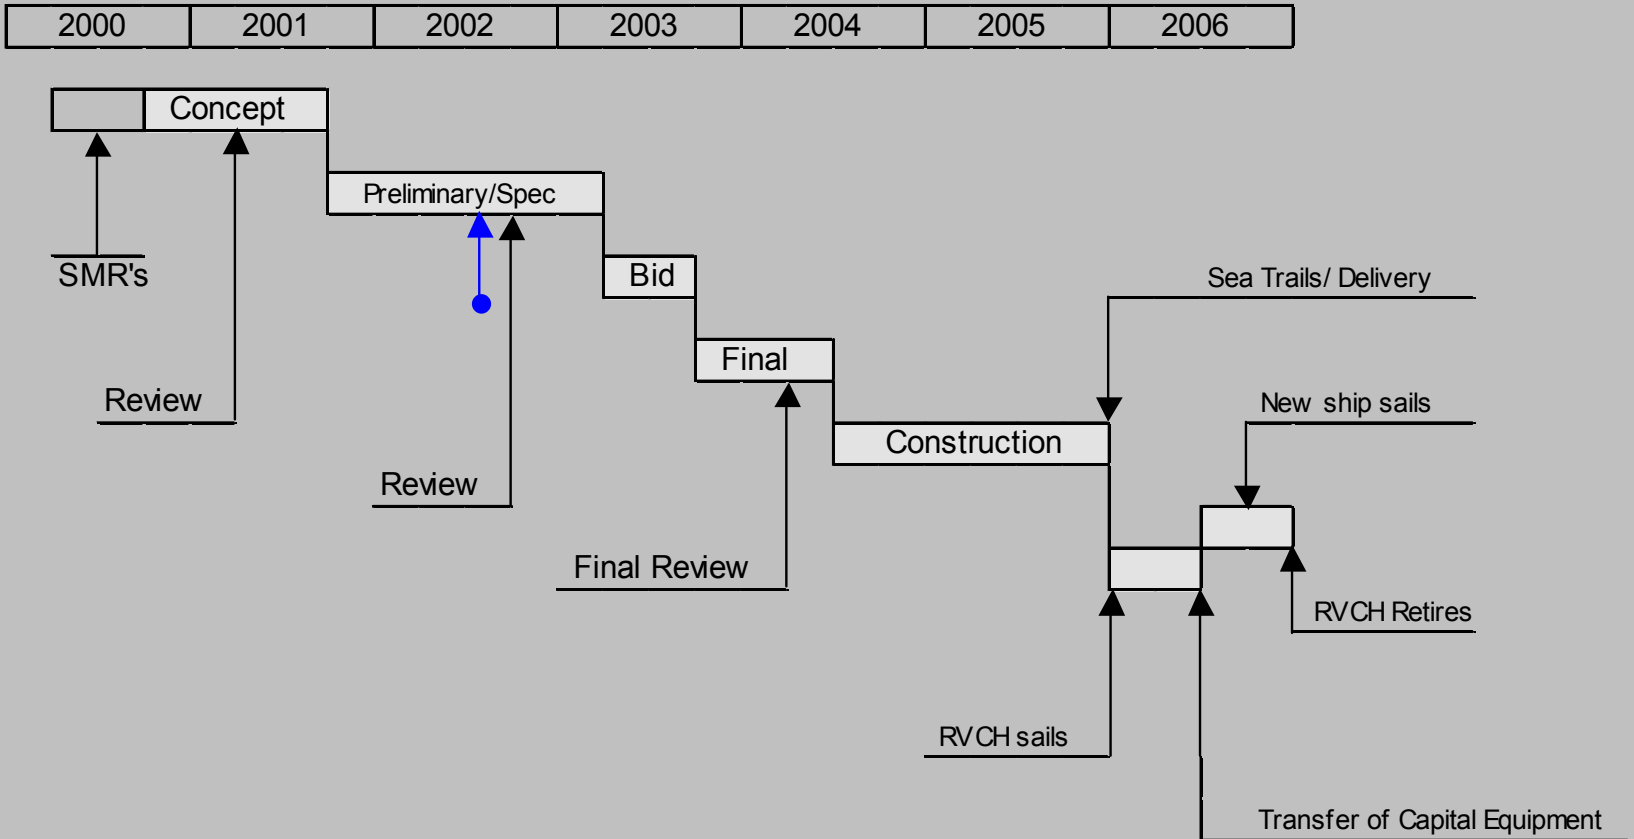 2000 2001 2002 2003 2004 2005 2006
Concept
Preliminary/Spec
SMR's
Bid
Sea Trails/ Delivery
Final
Review
New ship sails
Construction
Review
Final Review
RVCH Retires
RVCH sails
Transfer of Capital Equipment